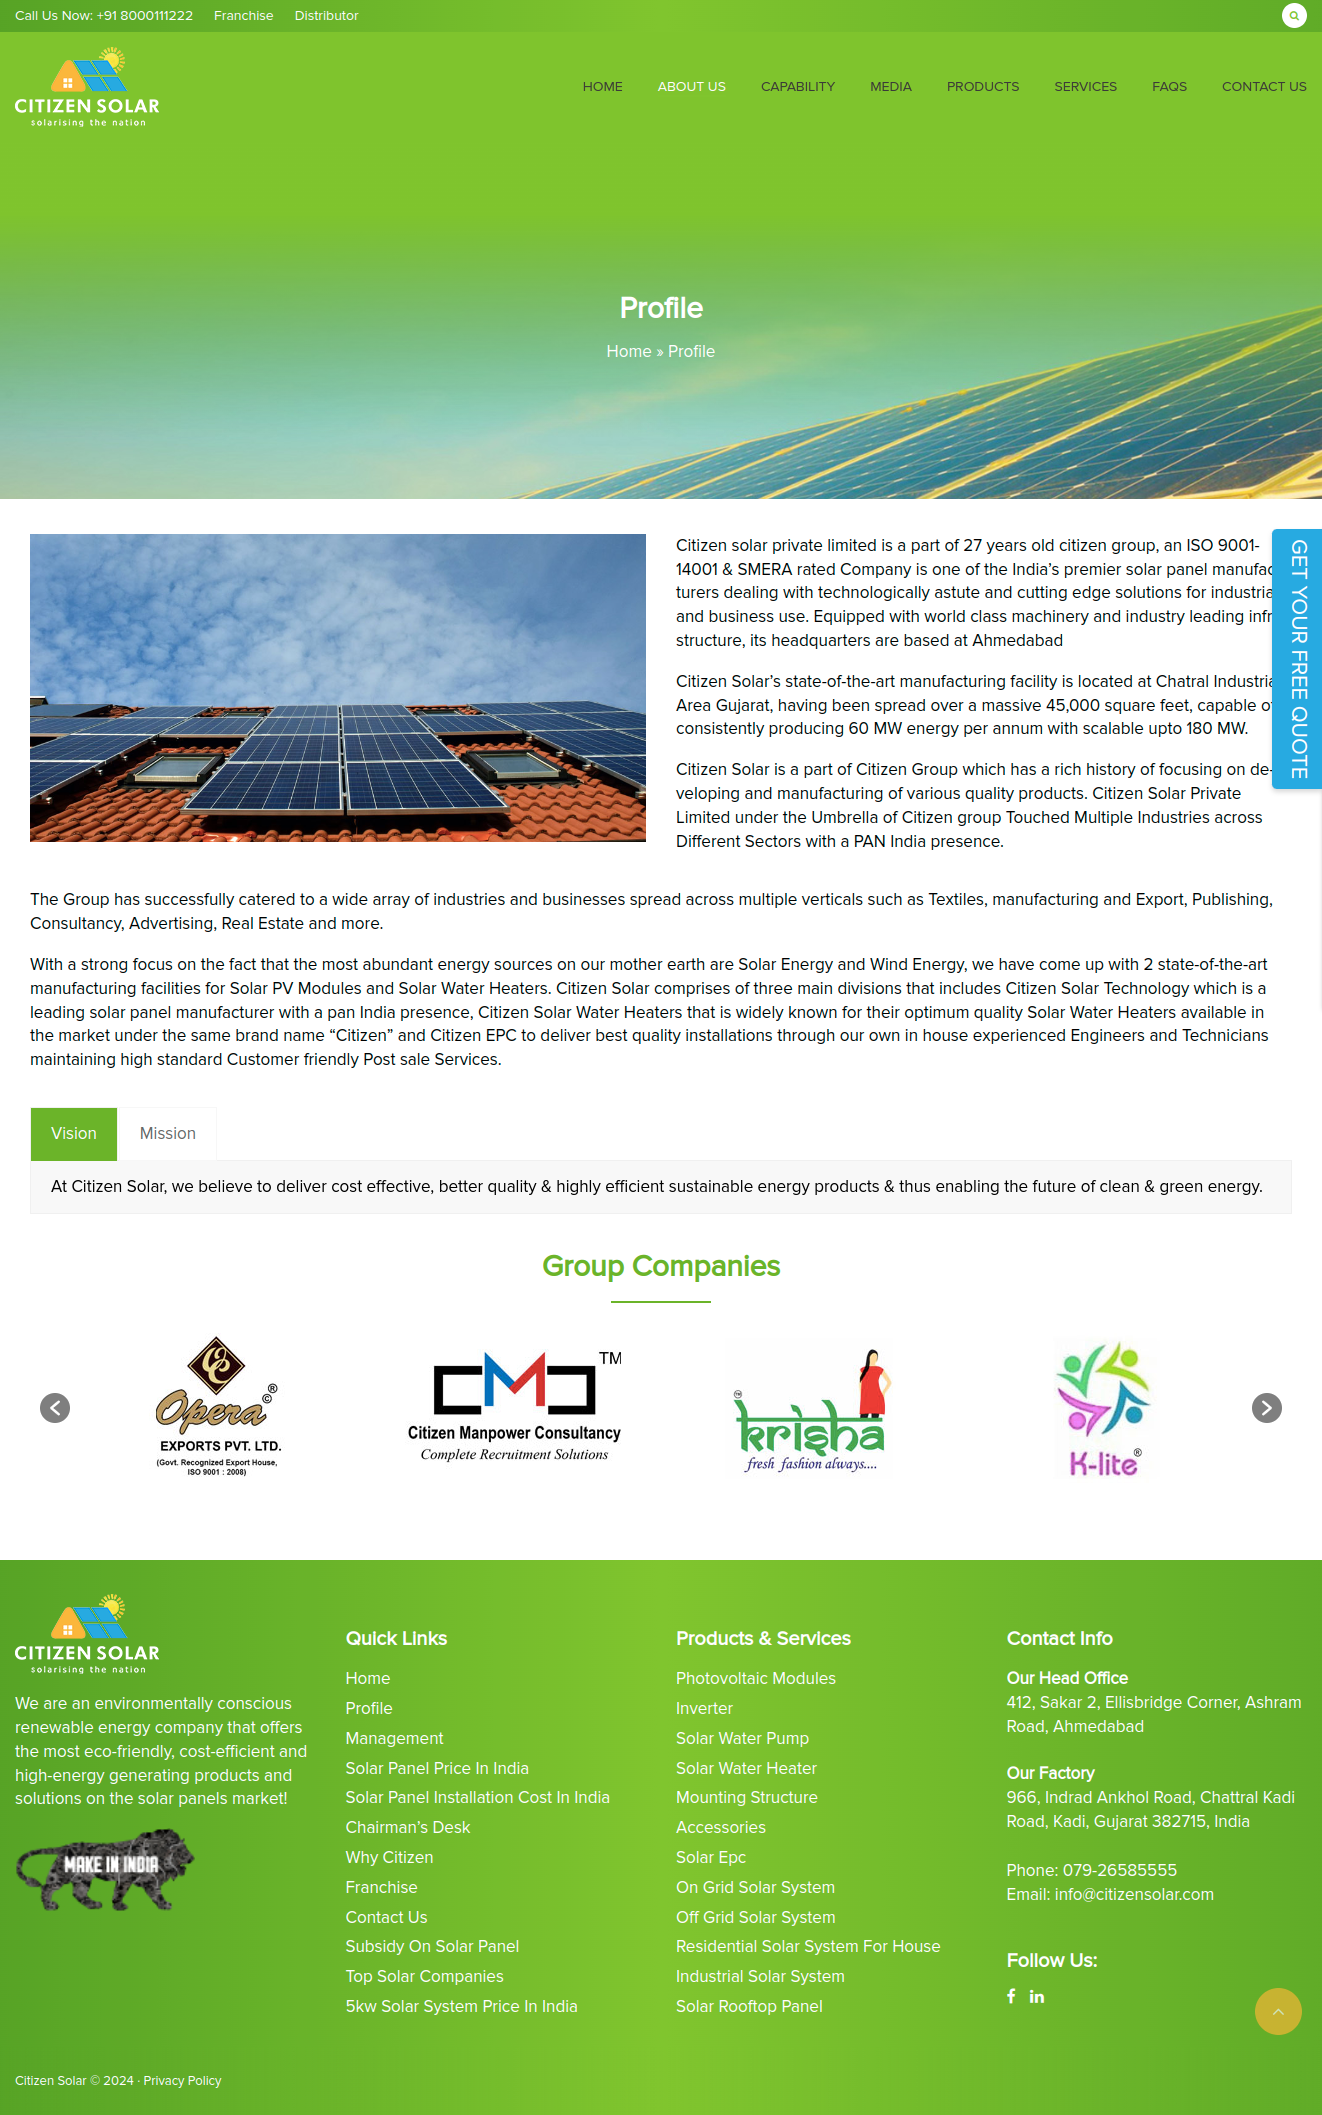 Call Us Now: +91 8000111222 Franchise Distributor
CITIZEN SOLAR
solarising the nation
HOME ABOUT US CAPABILITY MEDIA PRODUCTS SERVICES FAQS CONTACT US
Profile
Home » Profile
Citizen solar private limited is a part of 27 years old citizen group, an ISO 9001-
14001 & SMERA rated Company is one of the India’s premier solar panel manufac
turers dealing with technologically astute and cutting edge solutions for industria
and business use. Equipped with world class machinery and industry leading infr
structure, its headquarters are based at Ahmedabad
Citizen Solar’s state-of-the-art manufacturing facility is located at Chatral Industria
Area Gujarat, having been spread over a massive 45,000 square feet, capable of
consistently producing 60 MW energy per annum with scalable upto 180 MW.
Citizen Solar is a part of Citizen Group which has a rich history of focusing on de-
veloping and manufacturing of various quality products. Citizen Solar Private
Limited under the Umbrella of Citizen group Touched Multiple Industries across
Different Sectors with a PAN India presence.
GET YOUR FREE QUOTE
The Group has successfully catered to a wide array of industries and businesses spread across multiple verticals such as Textiles, manufacturing and Export, Publishing,
Consultancy, Advertising, Real Estate and more.
With a strong focus on the fact that the most abundant energy sources on our mother earth are Solar Energy and Wind Energy, we have come up with 2 state-of-the-art
manufacturing facilities for Solar PV Modules and Solar Water Heaters. Citizen Solar comprises of three main divisions that includes Citizen Solar Technology which is a
leading solar panel manufacturer with a pan India presence, Citizen Solar Water Heaters that is widely known for their optimum quality Solar Water Heaters available in
the market under the same brand name “Citizen” and Citizen EPC to deliver best quality installations through our own in house experienced Engineers and Technicians
maintaining high standard Customer friendly Post sale Services.
Vision Mission
At Citizen Solar, we believe to deliver cost effective, better quality & highly efficient sustainable energy products & thus enabling the future of clean & green energy.
Group Companies
Opera ® ©
EXPORTS PVT. LTD.
(Govt. Recognized Export House,
ISO 9001 : 2008)
CMC TM
Citizen Manpower Consultancy
Complete Recruitment Solutions
TM
krisha
fresh fashion always....
K-lite ®
CITIZEN SOLAR
solarising the nation
We are an environmentally conscious
renewable energy company that offers
the most eco-friendly, cost-efficient and
high-energy generating products and
solutions on the solar panels market!
MAKE IN INDIA
Quick Links
Home
Profile
Management
Solar Panel Price In India
Solar Panel Installation Cost In India
Chairman’s Desk
Why Citizen
Franchise
Contact Us
Subsidy On Solar Panel
Top Solar Companies
5kw Solar System Price In India
Products & Services
Photovoltaic Modules
Inverter
Solar Water Pump
Solar Water Heater
Mounting Structure
Accessories
Solar Epc
On Grid Solar System
Off Grid Solar System
Residential Solar System For House
Industrial Solar System
Solar Rooftop Panel
Contact Info
Our Head Office
412, Sakar 2, Ellisbridge Corner, Ashram
Road, Ahmedabad
Our Factory
966, Indrad Ankhol Road, Chattral Kadi
Road, Kadi, Gujarat 382715, India
Phone: 079-26585555
Email: info@citizensolar.com
Follow Us:
Citizen Solar © 2024 · Privacy Policy